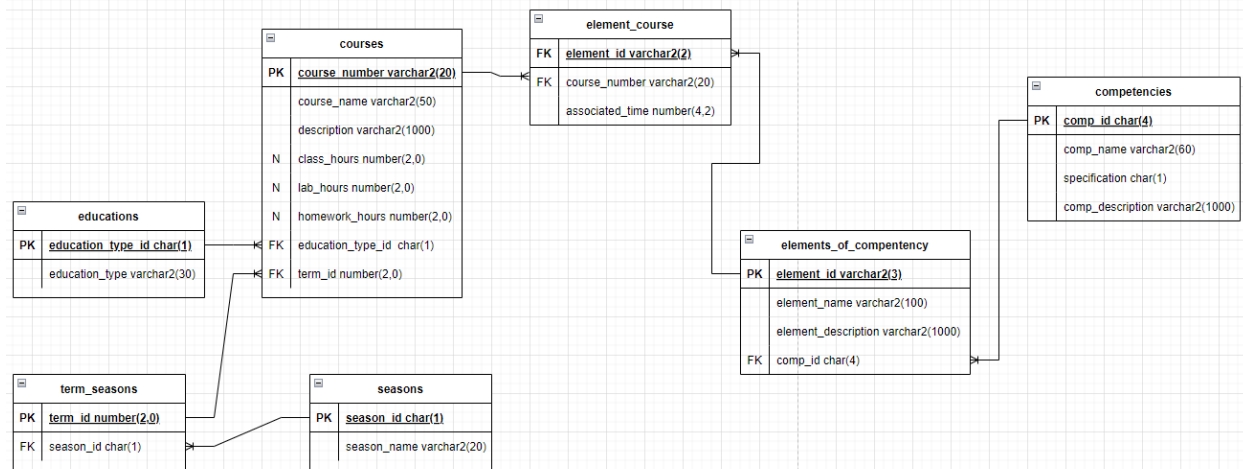 courses
PK course_number varchar2(20)
course_name varchar2(50)
description varchar2(1000)
N class_hours number(2,0)
N lab_hours number(2,0)
N homework_hours number(2,0)
FK education_type_id char(1)
FK term_id number(2,0)
element_course
FK element_id varchar2(2)
FK course_number varchar2(20)
associated_time number(4,2)
competencies
PK comp_id char(4)
comp_name varchar2(60)
specification char(1)
comp_description varchar2(1000)
educations
PK education_type_id char(1)
education_type varchar2(30)
elements_of_compentency
PK element_id varchar2(3)
element_name varchar2(100)
element_description varchar2(1000)
FK comp_id char(4)
term_seasons
PK term_id number(2,0)
FK season_id char(1)
seasons
PK season_id char(1)
season_name varchar2(20)